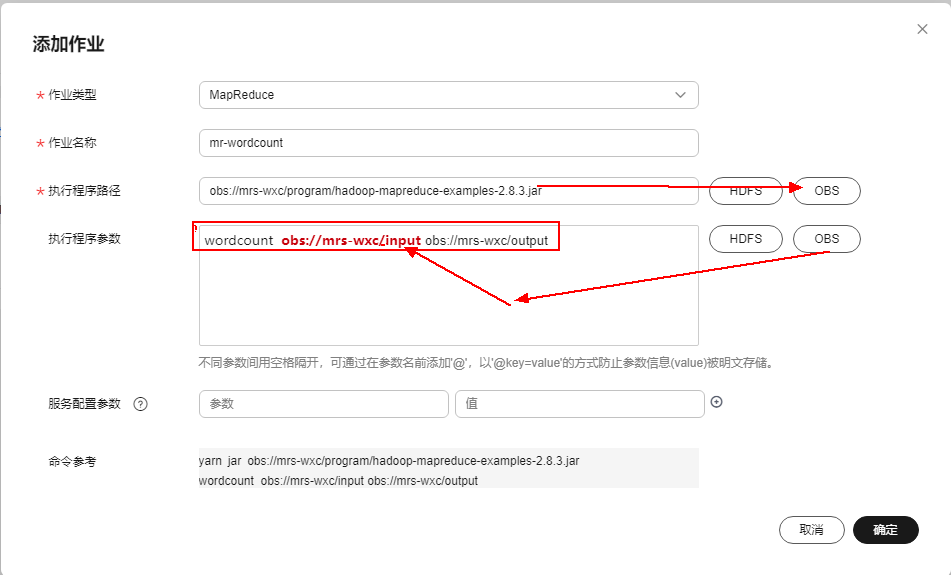 添加作业
* 作业类型 MapReduce
* 作业名称 mr-wordcount
* 执行程序路径 obs://mrs-wxc/program/hadoop-mapreduce-examples-2.8.3.jar HDFS OBS
执行程序参数 wordcount obs://mrs-wxc/input obs://mrs-wxc/output HDFS OBS
不同参数间用空格隔开，可通过在参数名前添加'@'，以'@key=value'的方式防止参数信息(value)被明文存储。
服务配置参数 ? 参数 值
命令参考 yarn jar obs://mrs-wxc/program/hadoop-mapreduce-examples-2.8.3.jar
wordcount obs://mrs-wxc/input obs://mrs-wxc/output
取消 确定